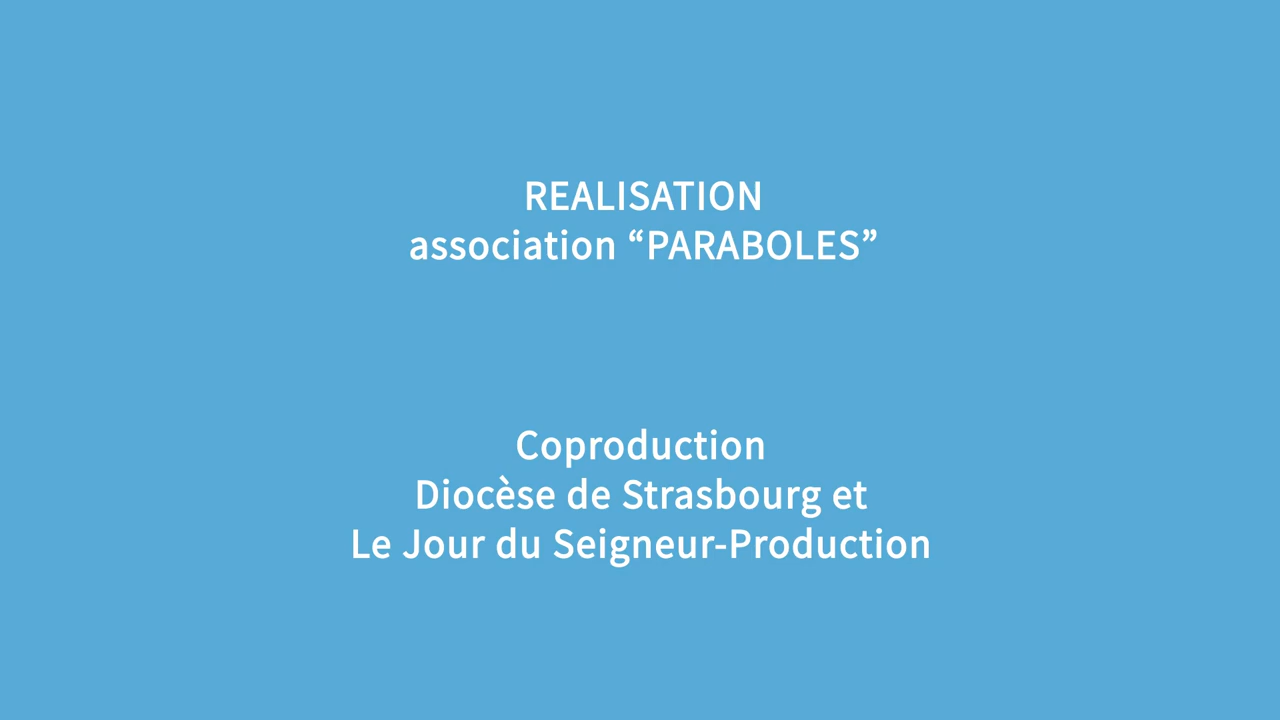 REALISATION
association “PARABOLES”
Coproduction
Diocèse de Strasbourg et
Le Jour du Seigneur-Production